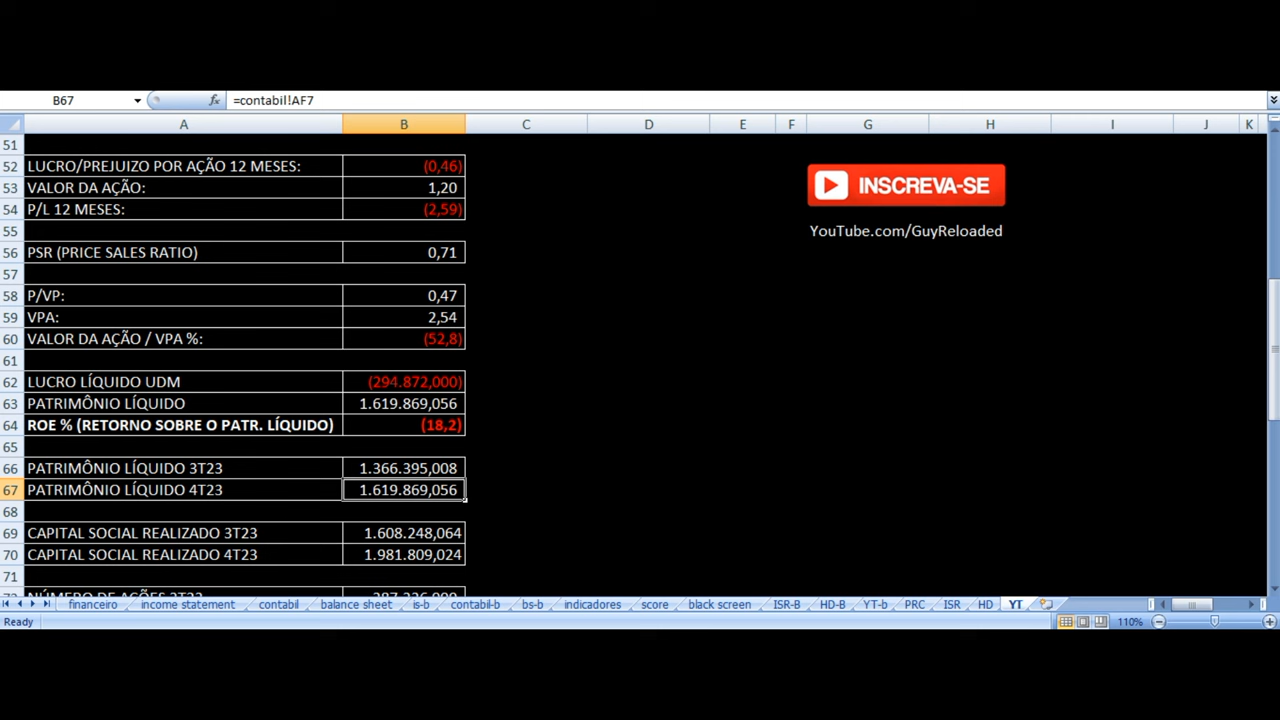 B67 fx =contabil!AF7
A B C D E F G H I J K
51
52 LUCRO/PREJUIZO POR AÇÃO 12 MESES: (0,46)
53 VALOR DA AÇÃO: 1,20
INSCREVA-SE
54 P/L 12 MESES: (2,59)
55
YouTube.com/GuyReloaded
56 PSR (PRICE SALES RATIO) 0,71
57
58 P/VP: 0,47
59 VPA: 2,54
60 VALOR DA AÇÃO / VPA %: (52,8)
61
62 LUCRO LÍQUIDO UDM (294.872,000)
63 PATRIMÔNIO LÍQUIDO 1.619.869,056
64 ROE % (RETORNO SOBRE O PATR. LÍQUIDO) (18,2)
65
66 PATRIMÔNIO LÍQUIDO 3T23 1.366.395,008
67 PATRIMÔNIO LÍQUIDO 4T23 1.619.869,056
68
69 CAPITAL SOCIAL REALIZADO 3T23 1.608.248,064
70 CAPITAL SOCIAL REALIZADO 4T23 1.981.809,024
71
financeiro income statement contabil balance sheet is-b contabil-b bs-b indicadores score black screen ISR-B HD-B YT-b PRC ISR HD YT
Ready 110%